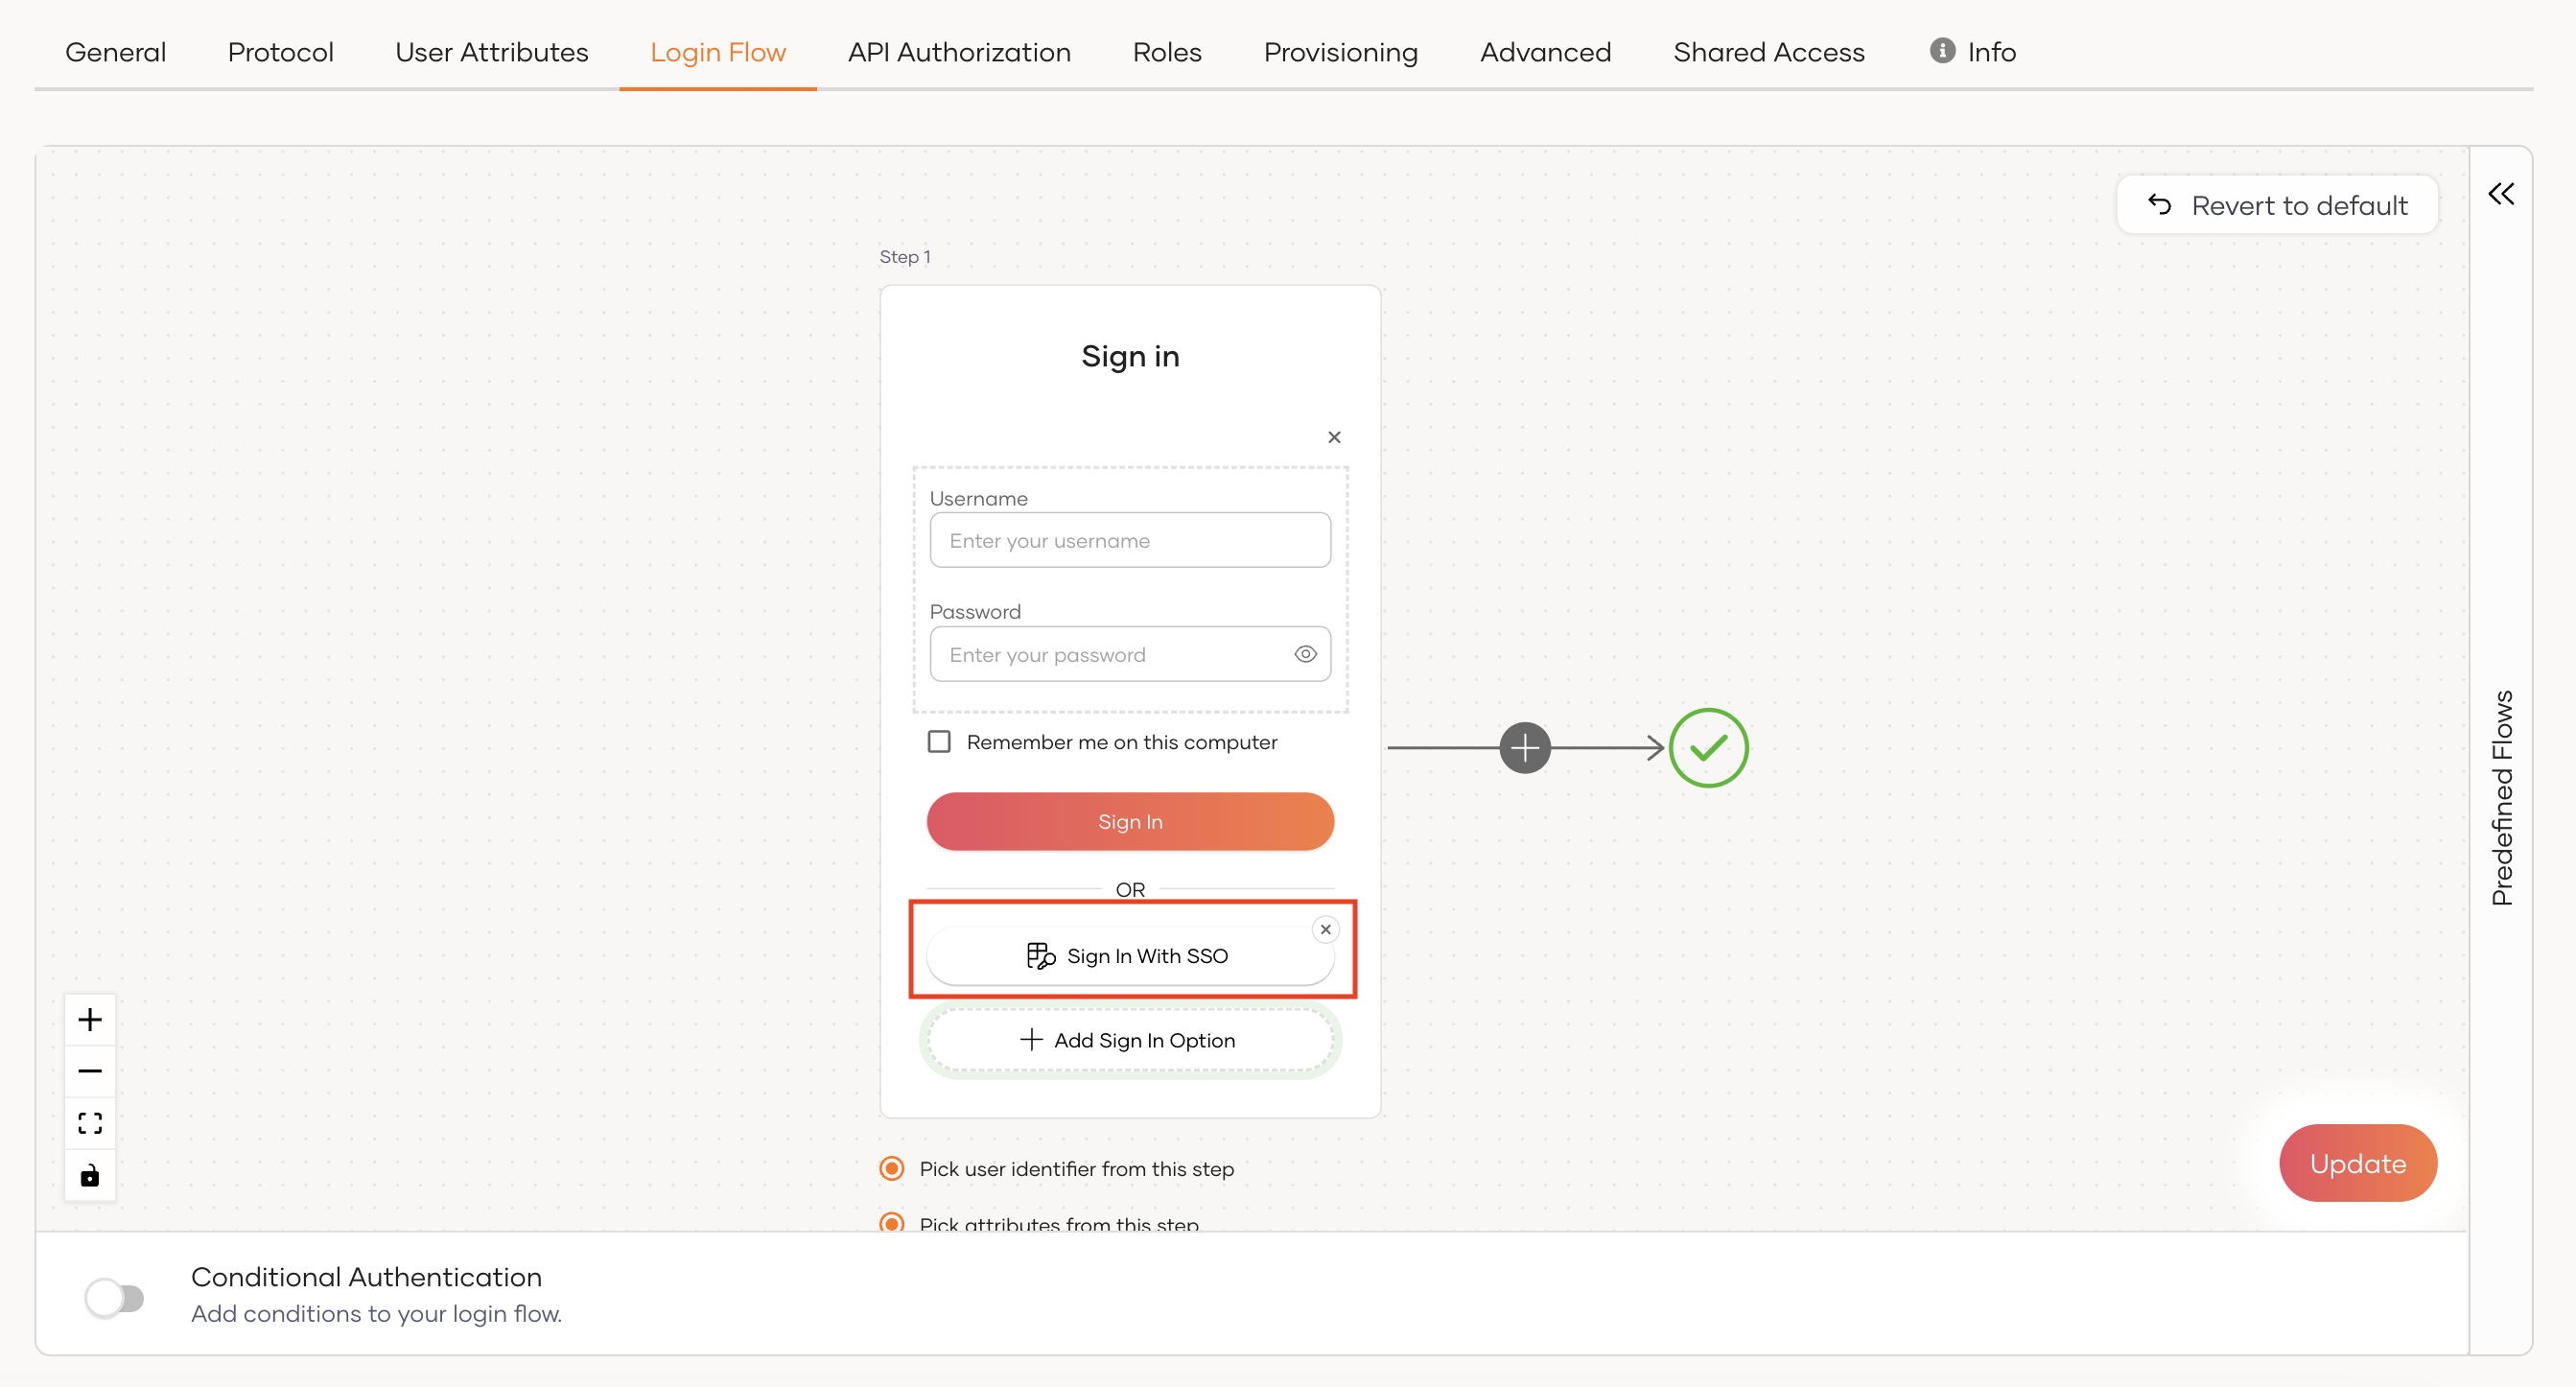 General Protocol User Attributes Login Flow API Authorization Roles Provisioning Advanced Shared Access Info
Revert to default
Step 1
Sign in
Username
Enter your username
Password
Enter your password
Remember me on this computer
Sign In
OR
Sign In With SSO
Add Sign In Option
Pick user identifier from this step
Pick attributes from this step
Predefined Flows
Update
Conditional Authentication
Add conditions to your login flow.